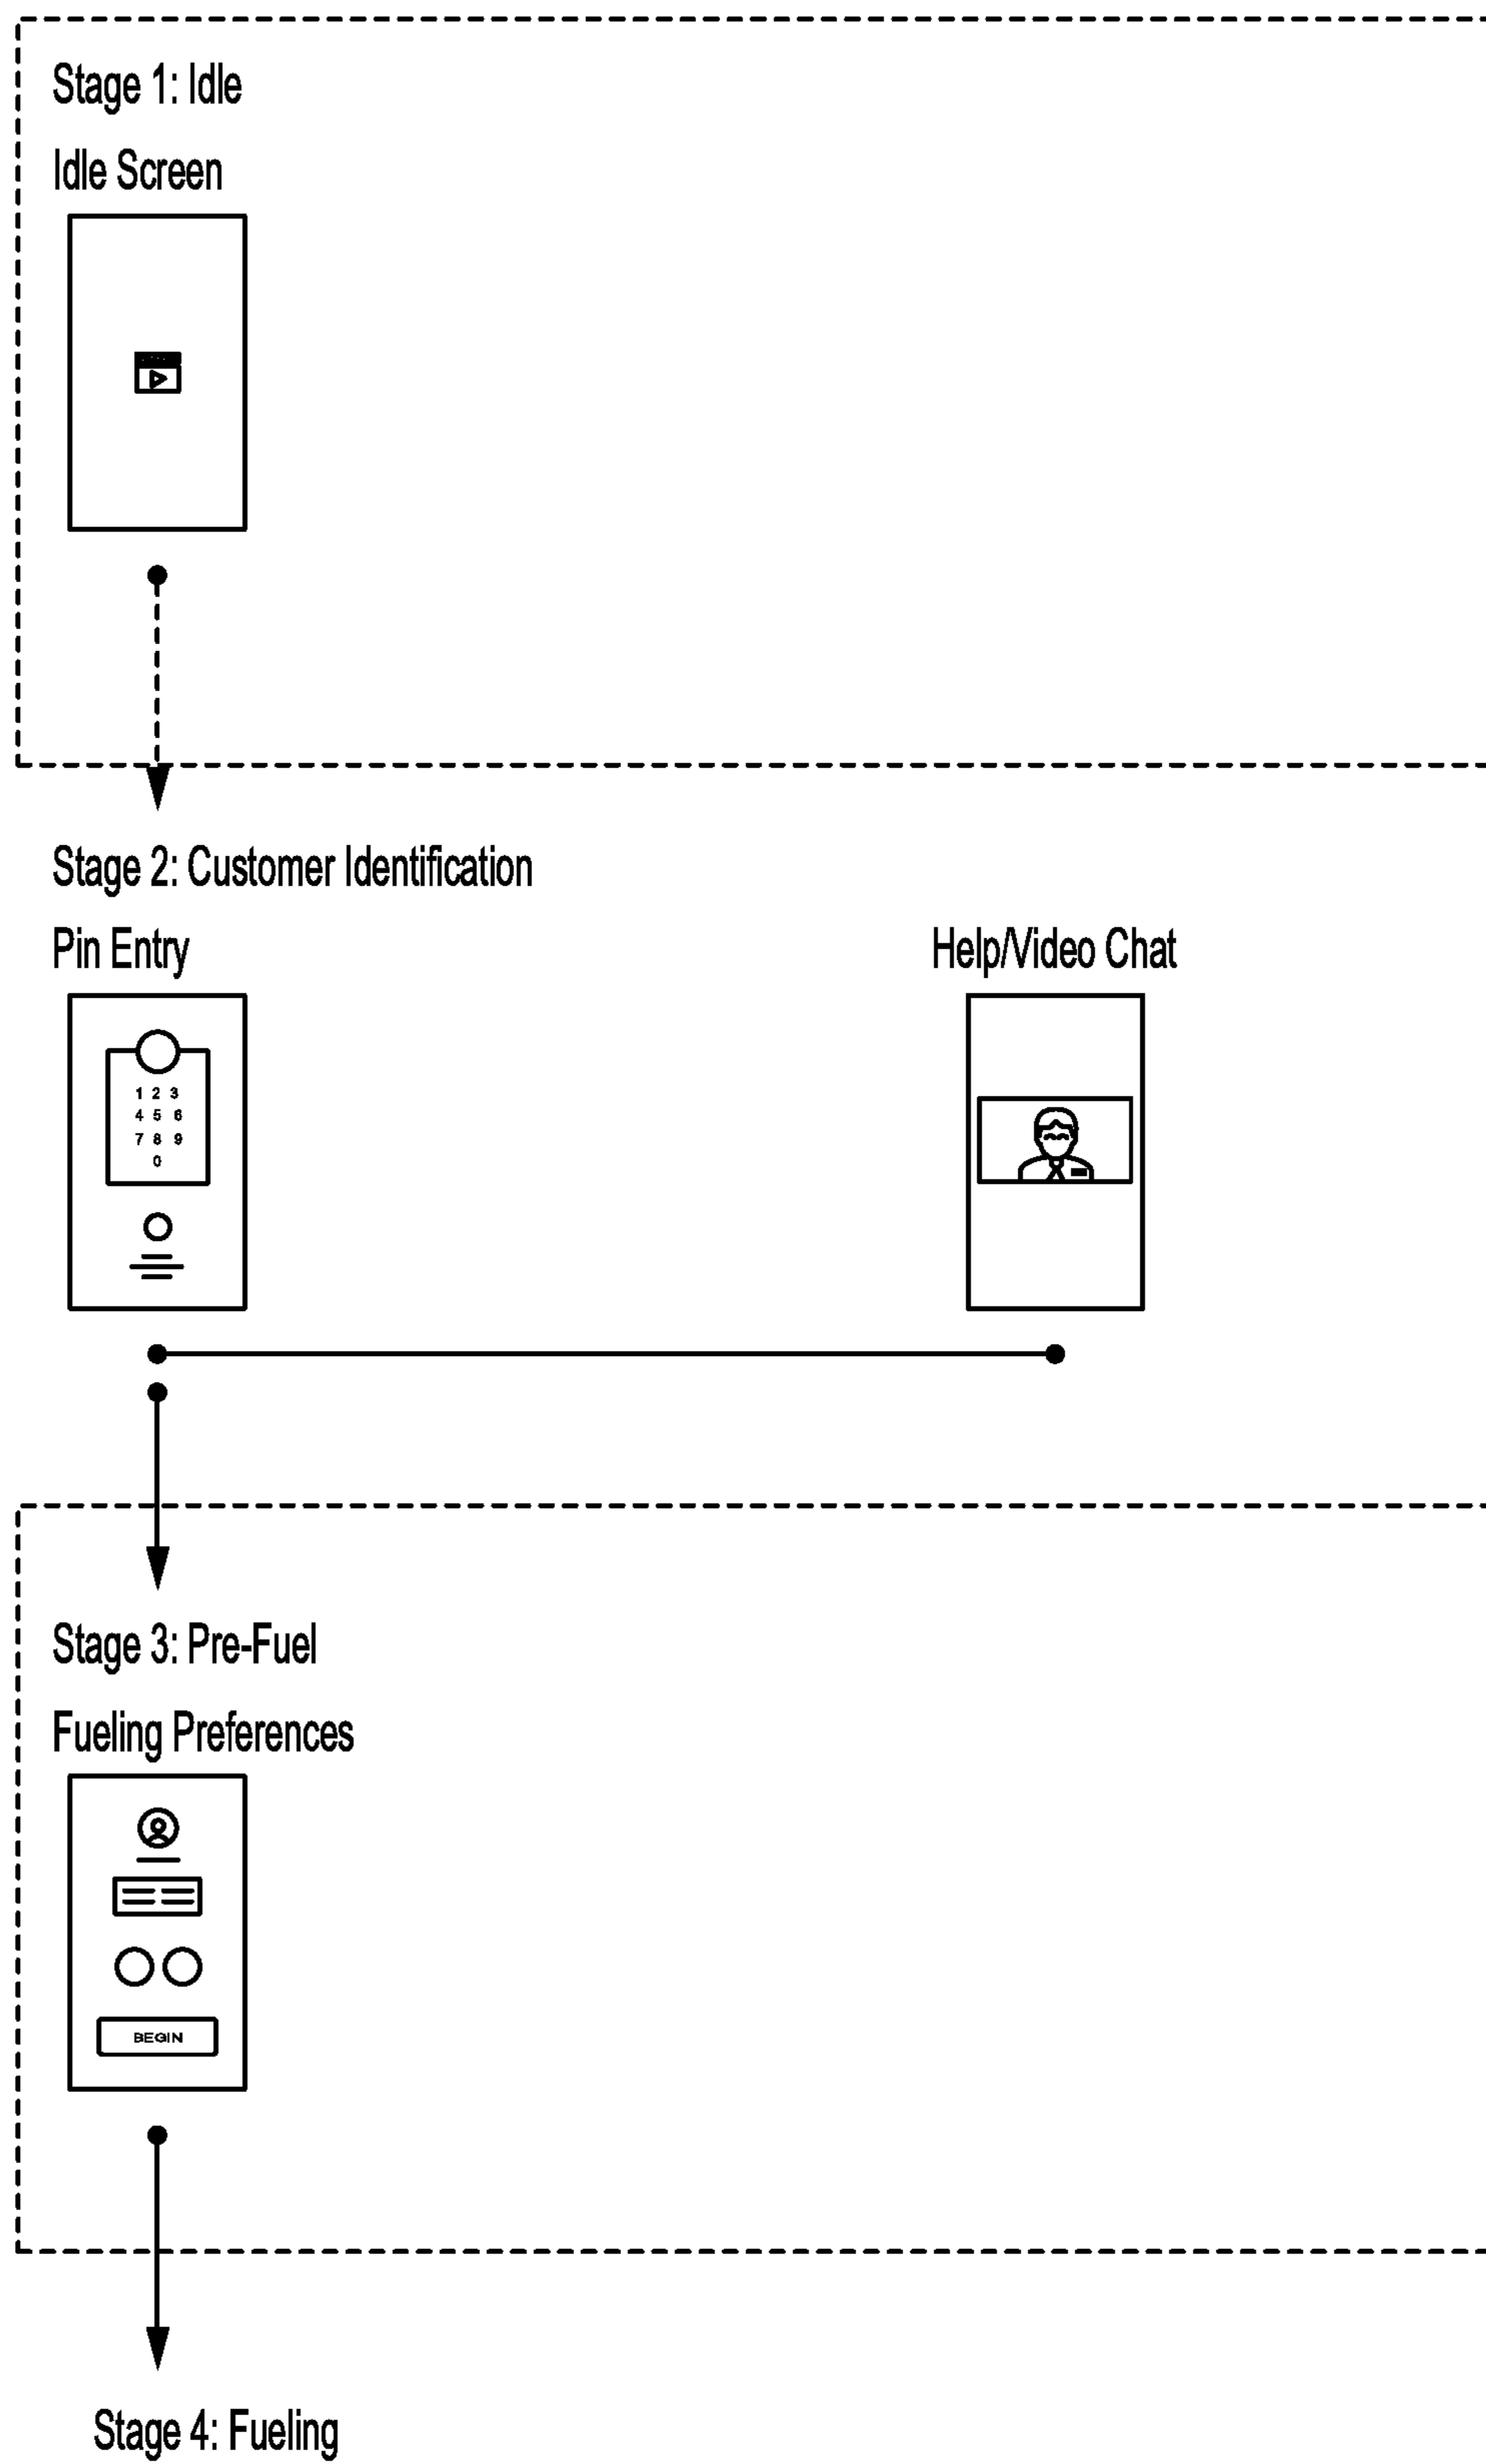 Stage 1: Idle
Idle Screen
Stage 2: Customer Identification
Pin Entry
Help/Video Chat
1 2 3
4 5 6
7 8 9
0
Stage 3: Pre-Fuel
Fueling Preferences
BEGIN
Stage 4: Fueling